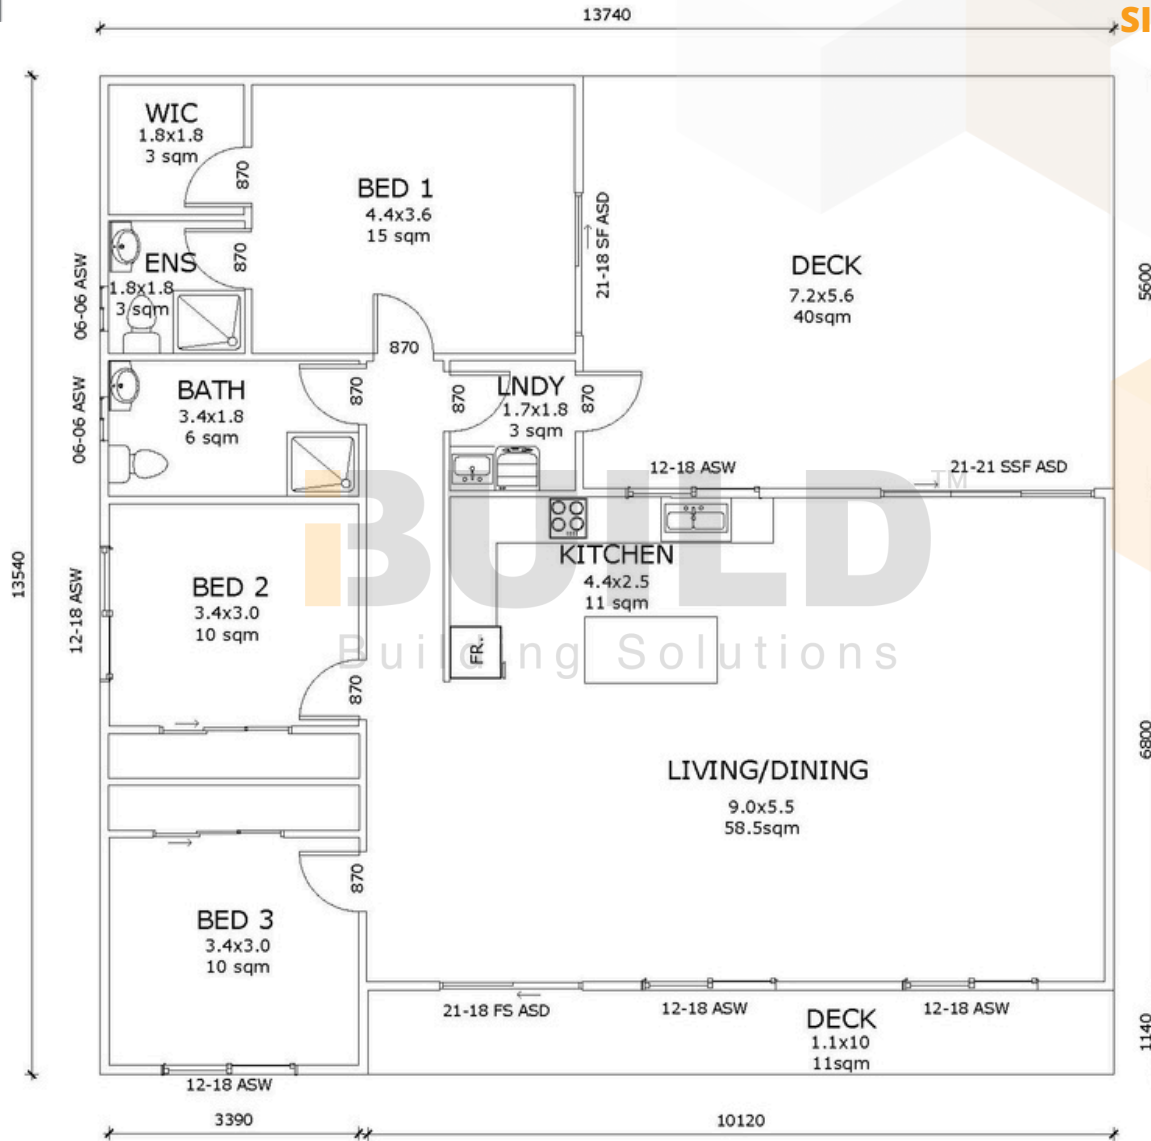 13740
SI
WIC
1.8x1.8
3 sqm
870
BED 1
4.4x3.6
15 sqm
21-18 SF ASD
DECK
7.2x5.6
40sqm
5600
ENS
1.8x1.8
3 sqm
870
06-06 ASW
870
BATH
3.4x1.8
6 sqm
870
06-06 ASW
870
LNDY
1.7x1.8
3 sqm
870
12-18 ASW
21-21 SSF ASD
iBUILD TM
Building Solutions
13540
KITCHEN
4.4x2.5
11 sqm
FR.
BED 2
3.4x3.0
10 sqm
12-18 ASW
870
6800
LIVING/DINING
9.0x5.5
58.5sqm
870
BED 3
3.4x3.0
10 sqm
21-18 FS ASD
12-18 ASW
12-18 ASW
DECK
1.1x10
11sqm
1140
12-18 ASW
3390
10120